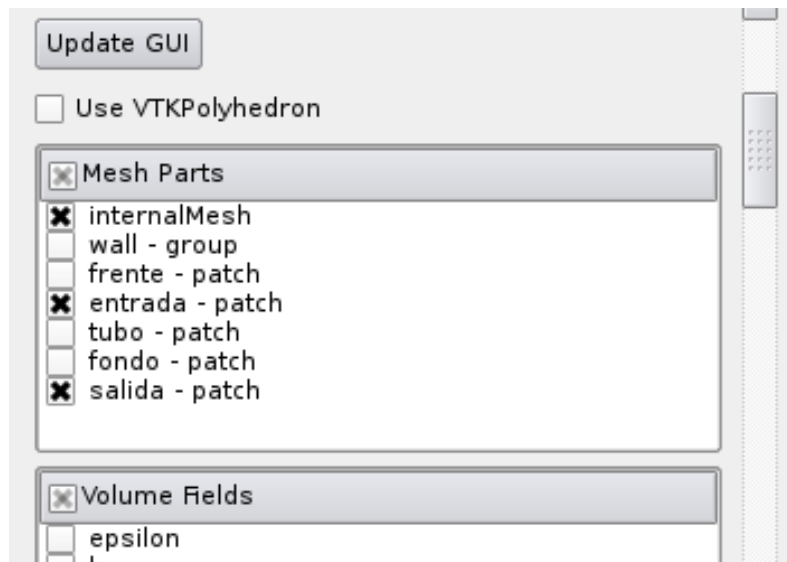 Update GUI
Use VTKPolyhedron
Mesh Parts
internalMesh
wall - group
frente - patch
entrada - patch
tubo - patch
fondo - patch
salida - patch
Volume Fields
epsilon